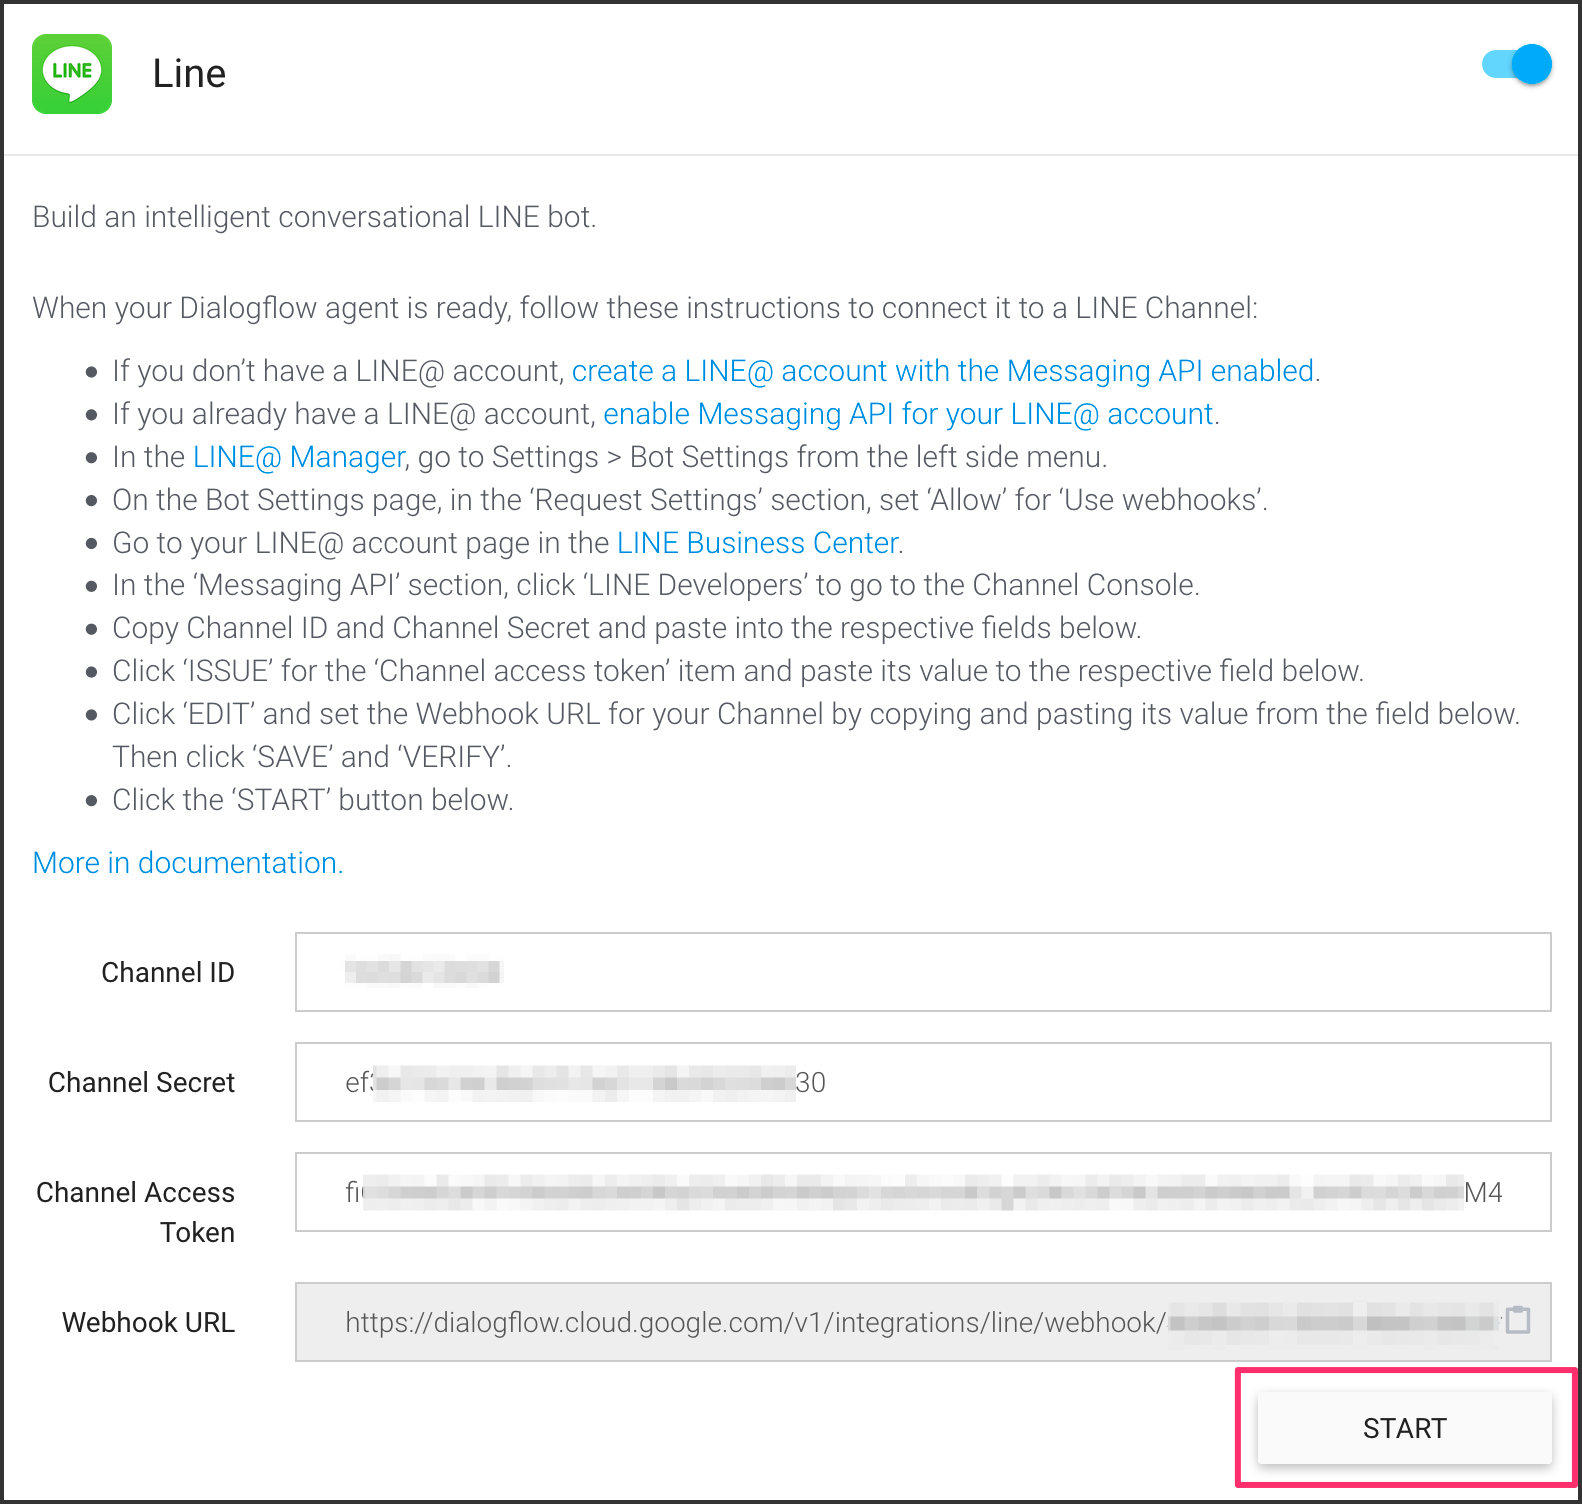 LINE
Line
Build an intelligent conversational LINE bot.
When your Dialogflow agent is ready, follow these instructions to connect it to a LINE Channel:
If you don’t have a LINE@ account, create a LINE@ account with the Messaging API enabled.
If you already have a LINE@ account, enable Messaging API for your LINE@ account.
In the LINE@ Manager, go to Settings > Bot Settings from the left side menu.
On the Bot Settings page, in the ‘Request Settings’ section, set ‘Allow’ for ‘Use webhooks’.
Go to your LINE@ account page in the LINE Business Center.
In the ‘Messaging API’ section, click ‘LINE Developers’ to go to the Channel Console.
Copy Channel ID and Channel Secret and paste into the respective fields below.
Click ‘ISSUE’ for the ‘Channel access token’ item and paste its value to the respective field below.
Click ‘EDIT’ and set the Webhook URL for your Channel by copying and pasting its value from the field below.
Then click ‘SAVE’ and ‘VERIFY’.
Click the ‘START’ button below.
More in documentation.
Channel ID
Channel Secret
ef 30
Channel Access
Token
fi M4
Webhook URL
https://dialogflow.cloud.google.com/v1/integrations/line/webhook/
START